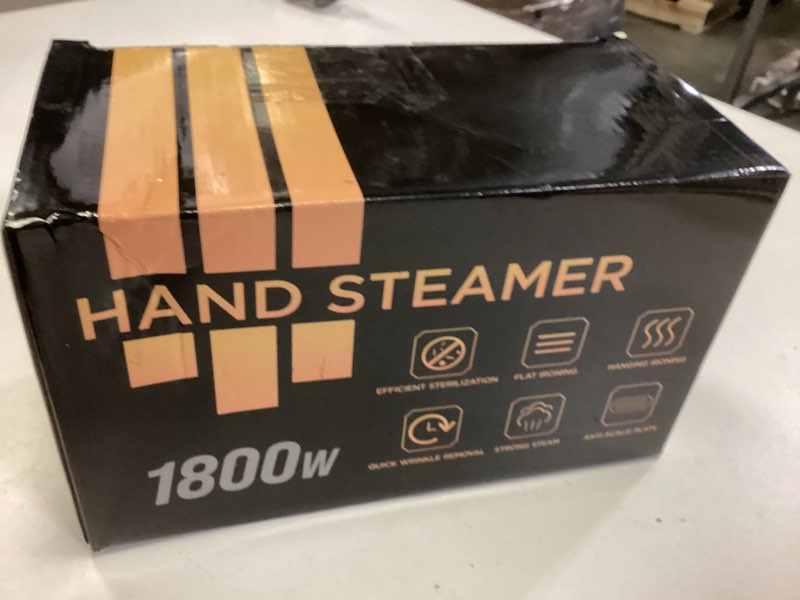 HAND STEAMER
EFFICIENT STERILIZATION
FLAT IRONING
HANGING IRONING
QUICK WRINKLE REMOVAL
STRONG STEAM
ANTI-SCALD PLATE
1800W